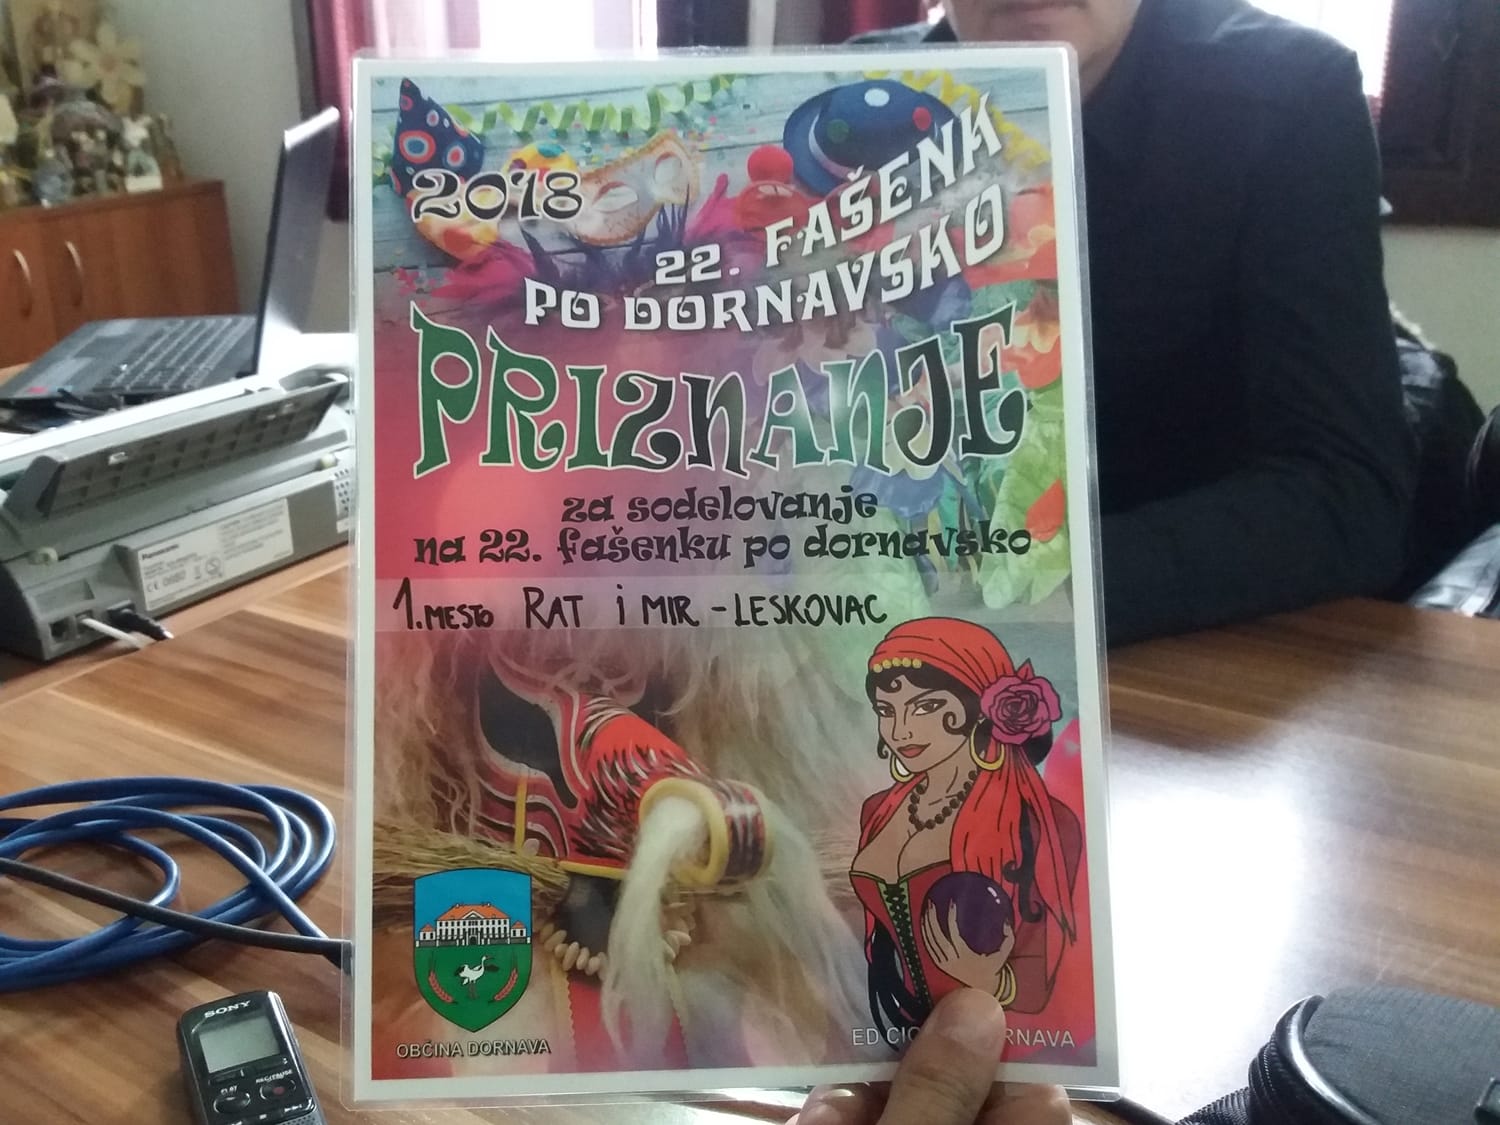 2018
22. FAŠENK
PO DORNAVSKO
PRIZNANJE
za sodelovanje
na 22. fašenku po dornavsko
1. MESTO RAT i MIR - LESKOVAC
OBČINA DORNAVA
ED
SONY
Panasonic